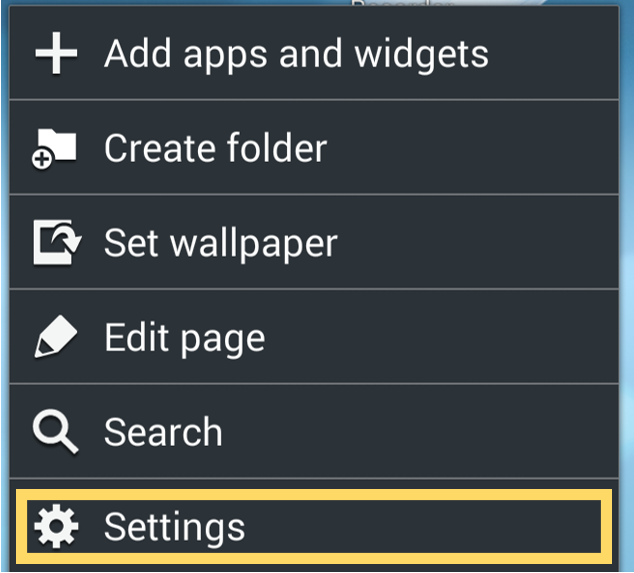 Add apps and widgets
Create folder
Set wallpaper
Edit page
Search
Settings